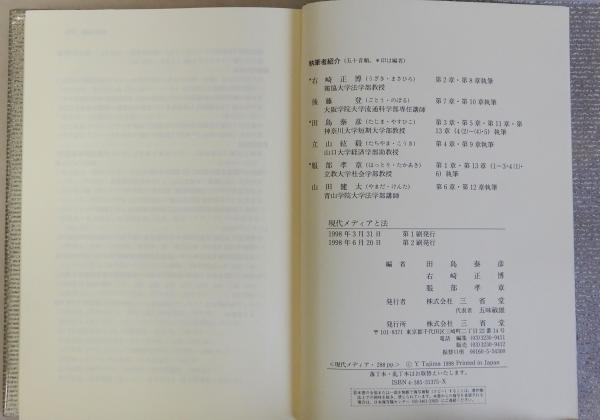 執筆者紹介（五十音順，＊印は編者）
*右崎正博（うざき・まさひろ） 第2章・第8章執筆
獨協大学法学部教授
後藤登（ごとう・のぼる） 第7章・第10章執筆
大阪学院大学流通科学部専任講師
*田島泰彦（たじま・やすひこ） 第3章・第5章・第11章・第
神奈川大学短期大学部教授 13章（4(2)〜(4)・5）執筆
立山紘毅（たちやま・こうき） 第4章・第9章執筆
山口大学経済学部助教授
*服部孝章（はっとり・たかあき） 第1章・第13章（1〜3・4(1)・
立教大学社会学部教授 6）執筆
山田健太（やまだ・けんた） 第6章・第12章執筆
青山学院大学法学部講師
現代メディアと法
1998年3月31日 第1刷発行
1998年6月20日 第2刷発行
編者 田島泰彦
右崎正博
服部孝章
発行者 株式会社 三省堂
代表者 五味敏雄
発行所 株式会社 三省堂
〒101-8371 東京都千代田区三崎町二丁目22番14号
電話 編集 (03)3230-9411
販売 (03)3230-9412
振替口座 00160-5-54300
<現代メディア・288pp.> © Y. Tajima 1998 Printed in Japan
落丁本・乱丁本はお取替えいたします。
ISBN4-385-31375-X